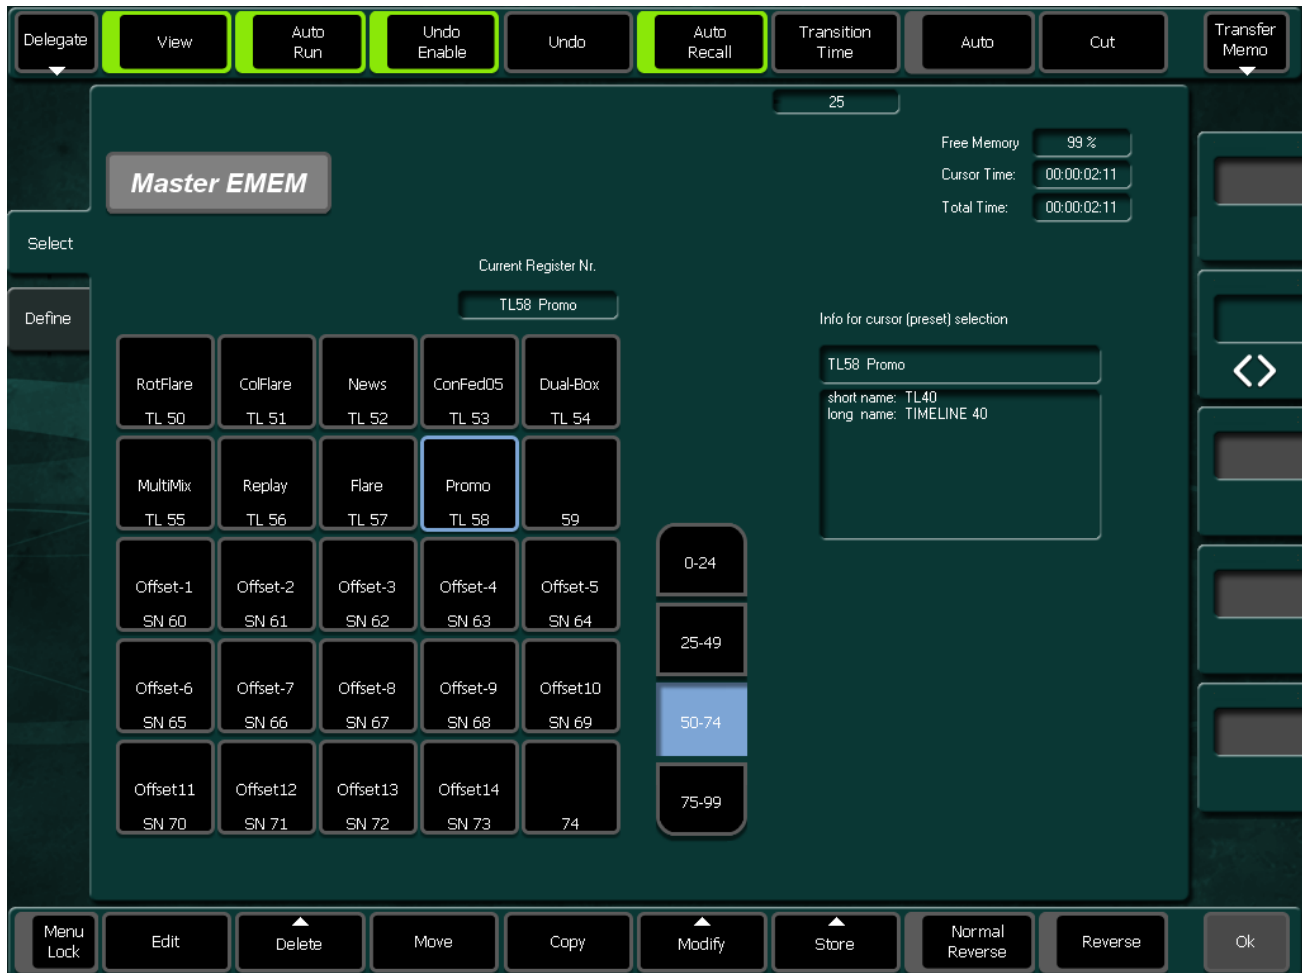 Delegate
View
Auto
Run
Undo
Enable
Undo
Auto
Recall
Transition
Time
Auto
Cut
Transfer
Memo
25
Free Memory
99 %
Cursor Time:
00:00:02:11
Total Time:
00:00:02:11
Master EMEM
Select
Define
Current Register Nr.
TL58 Promo
Info for cursor (preset) selection
TL58 Promo
short name: TL40
long name: TIMELINE 40
RotFlare
TL 50
ColFlare
TL 51
News
TL 52
ConFed05
TL 53
Dual-Box
TL 54
MultiMix
TL 55
Replay
TL 56
Flare
TL 57
Promo
TL 58
59
Offset-1
SN 60
Offset-2
SN 61
Offset-3
SN 62
Offset-4
SN 63
Offset-5
SN 64
Offset-6
SN 65
Offset-7
SN 66
Offset-8
SN 67
Offset-9
SN 68
Offset10
SN 69
Offset11
SN 70
Offset12
SN 71
Offset13
SN 72
Offset14
SN 73
74
0-24
25-49
50-74
75-99
Menu
Lock
Edit
Delete
Move
Copy
Modify
Store
Normal
Reverse
Reverse
Ok